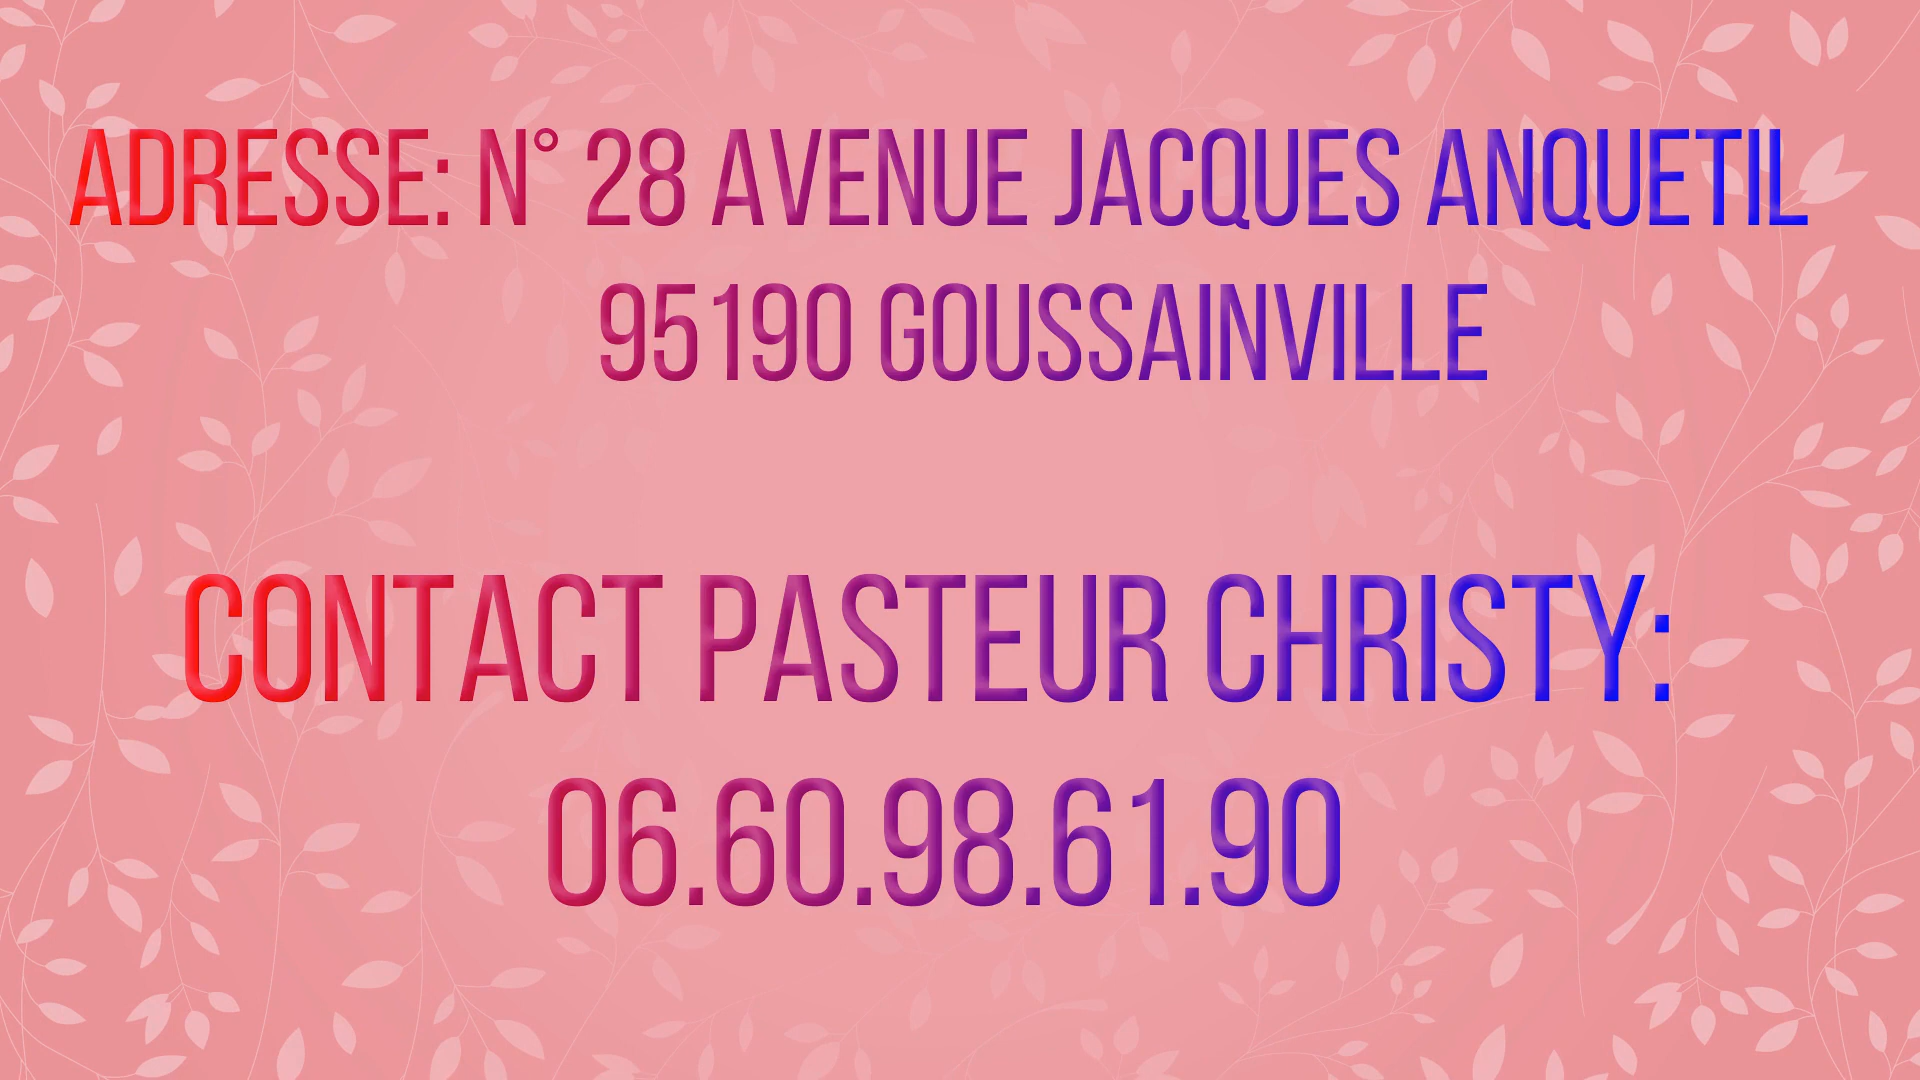 ADRESSE: N° 28 AVENUE JACQUES ANQUETIL
95190 GOUSSAINVILLE
CONTACT PASTEUR CHRISTY:
06.60.98.61.90